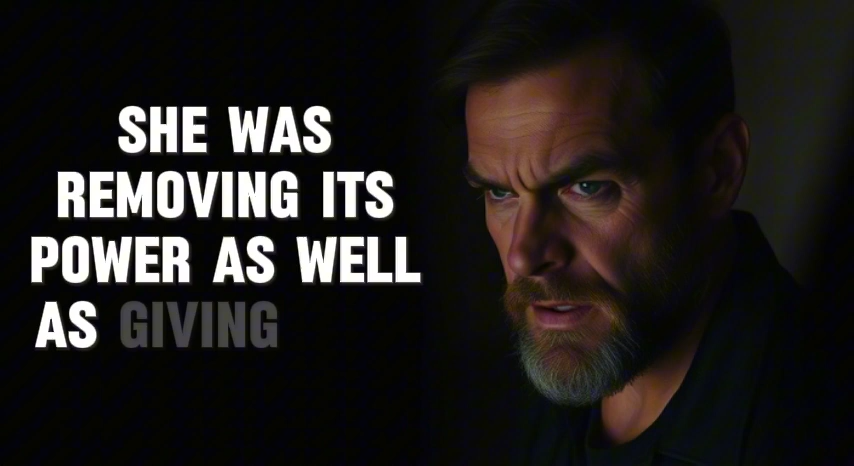 SHE WAS
REMOVING ITS
POWER AS WELL
AS GIVING